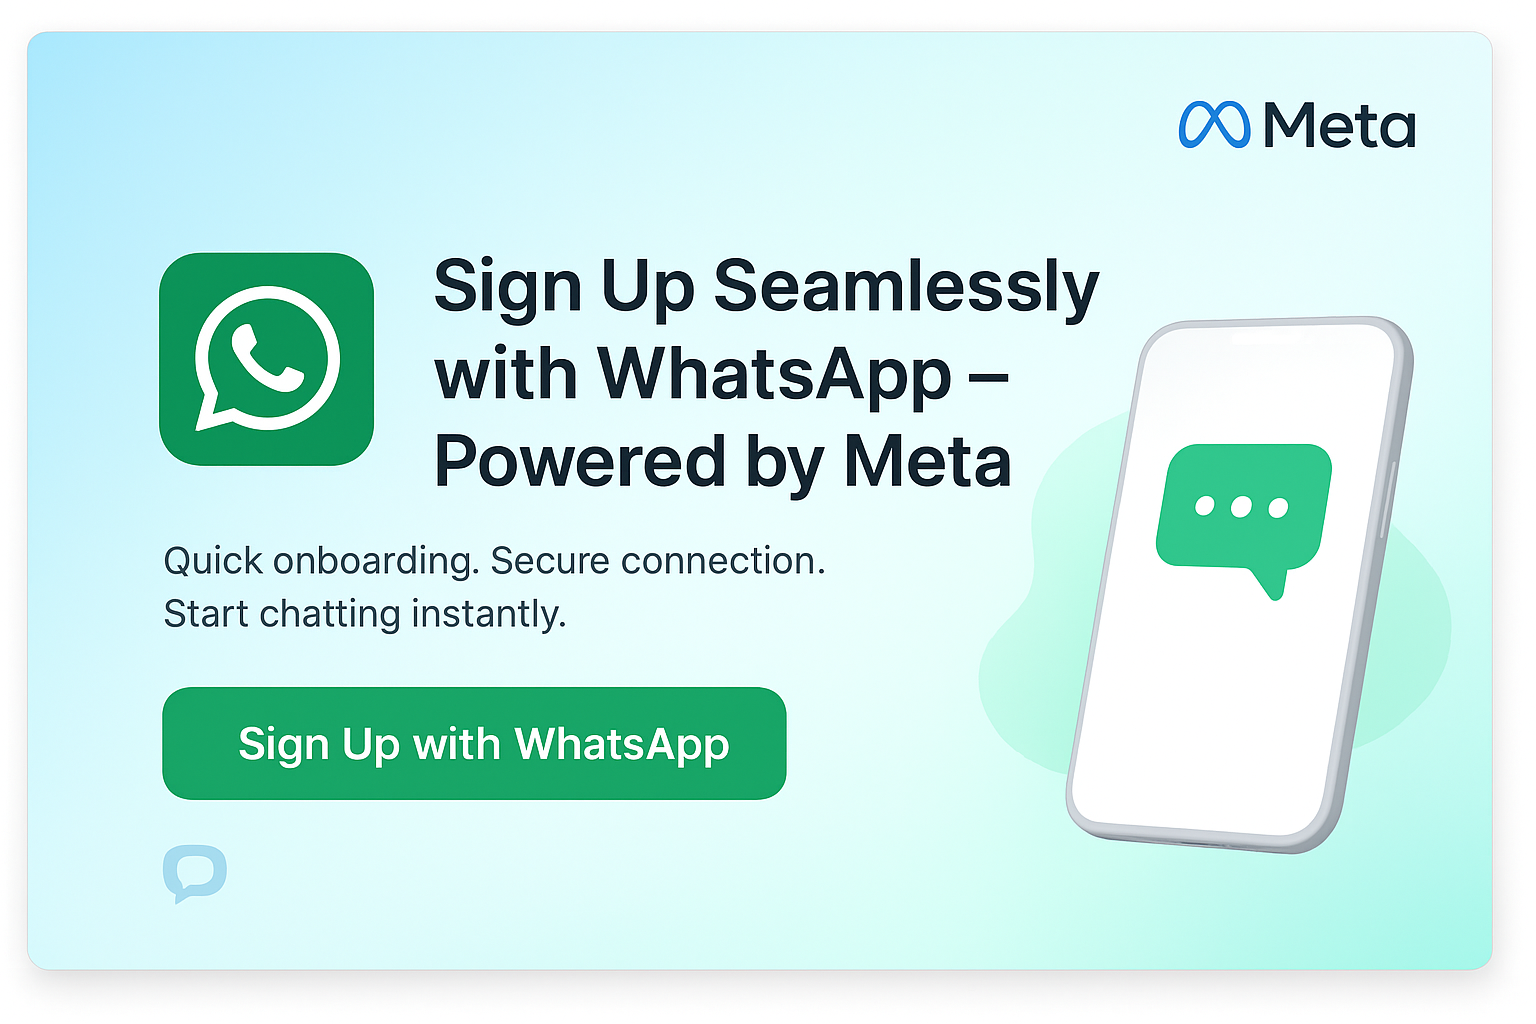 Meta
Sign Up Seamlessly
with WhatsApp –
Powered by Meta
Quick onboarding. Secure connection.
Start chatting instantly.
Sign Up with WhatsApp